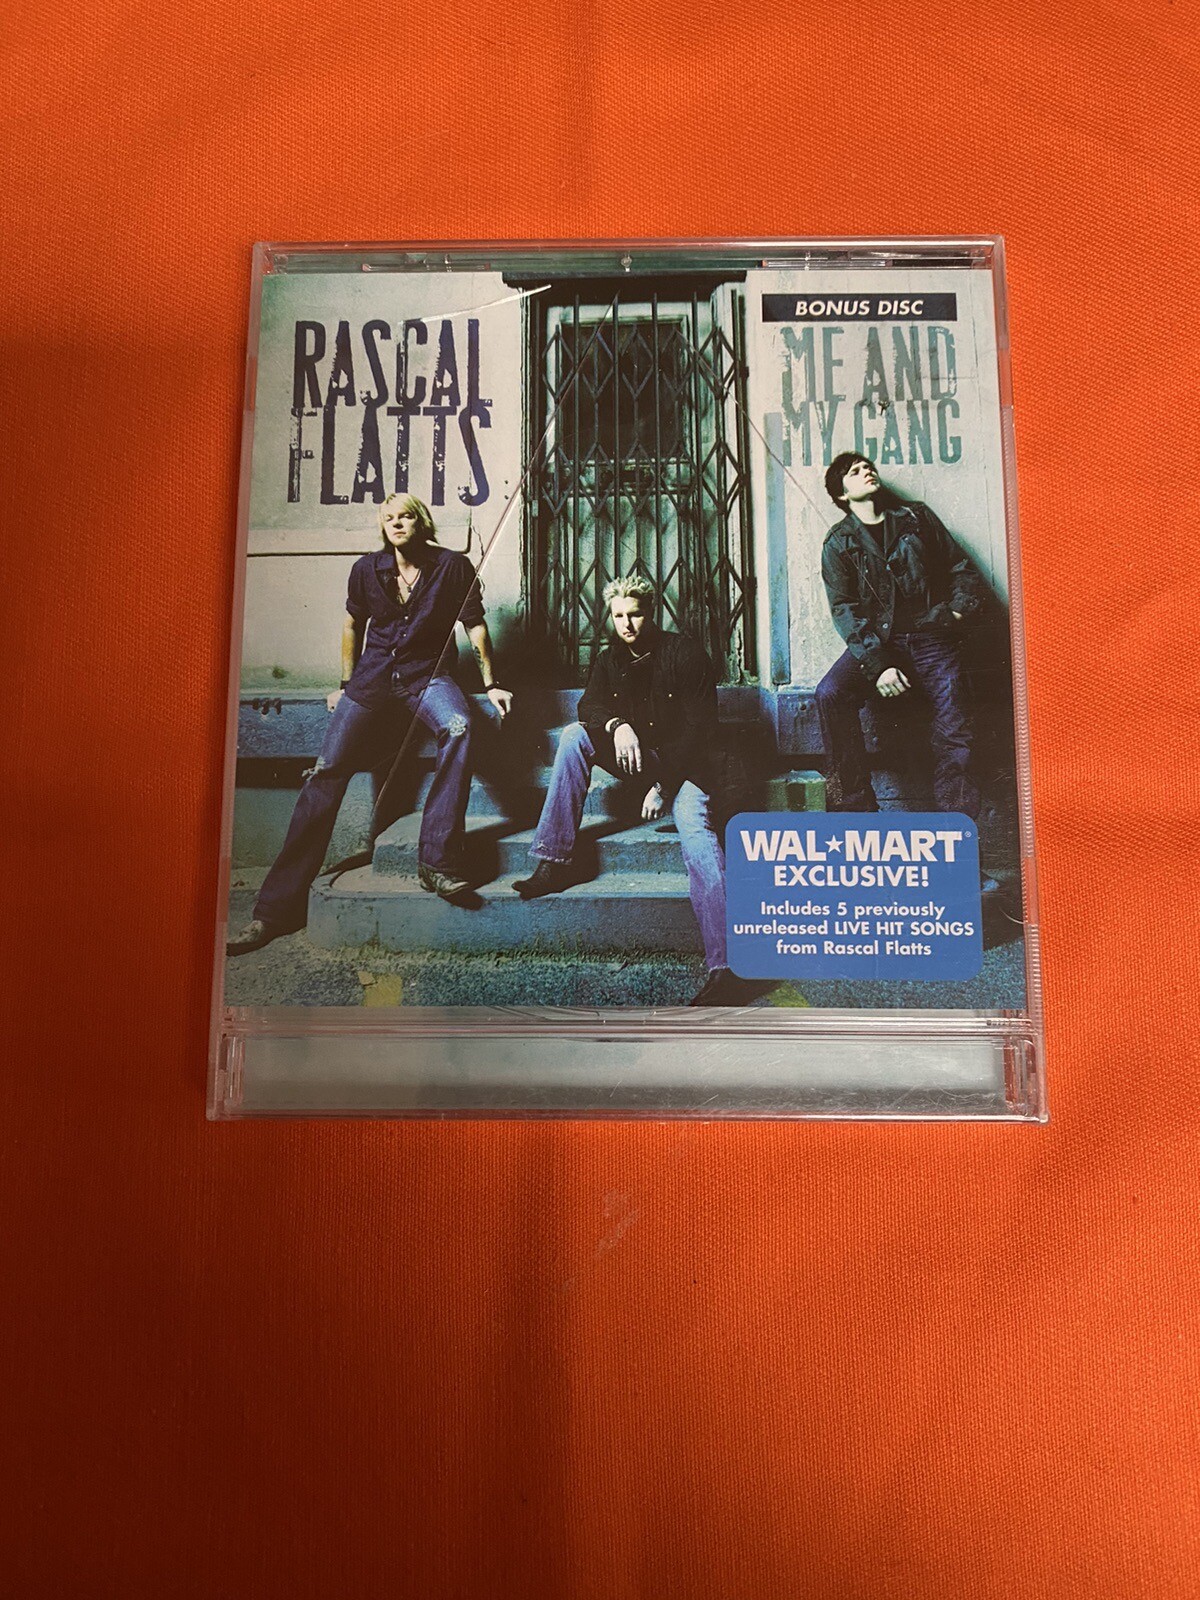 RASCAL
FLATTS
BONUS DISC
ME AND
MY GANG
WAL★MART®
EXCLUSIVE!
Includes 5 previously
unreleased LIVE HIT SONGS
from Rascal Flatts